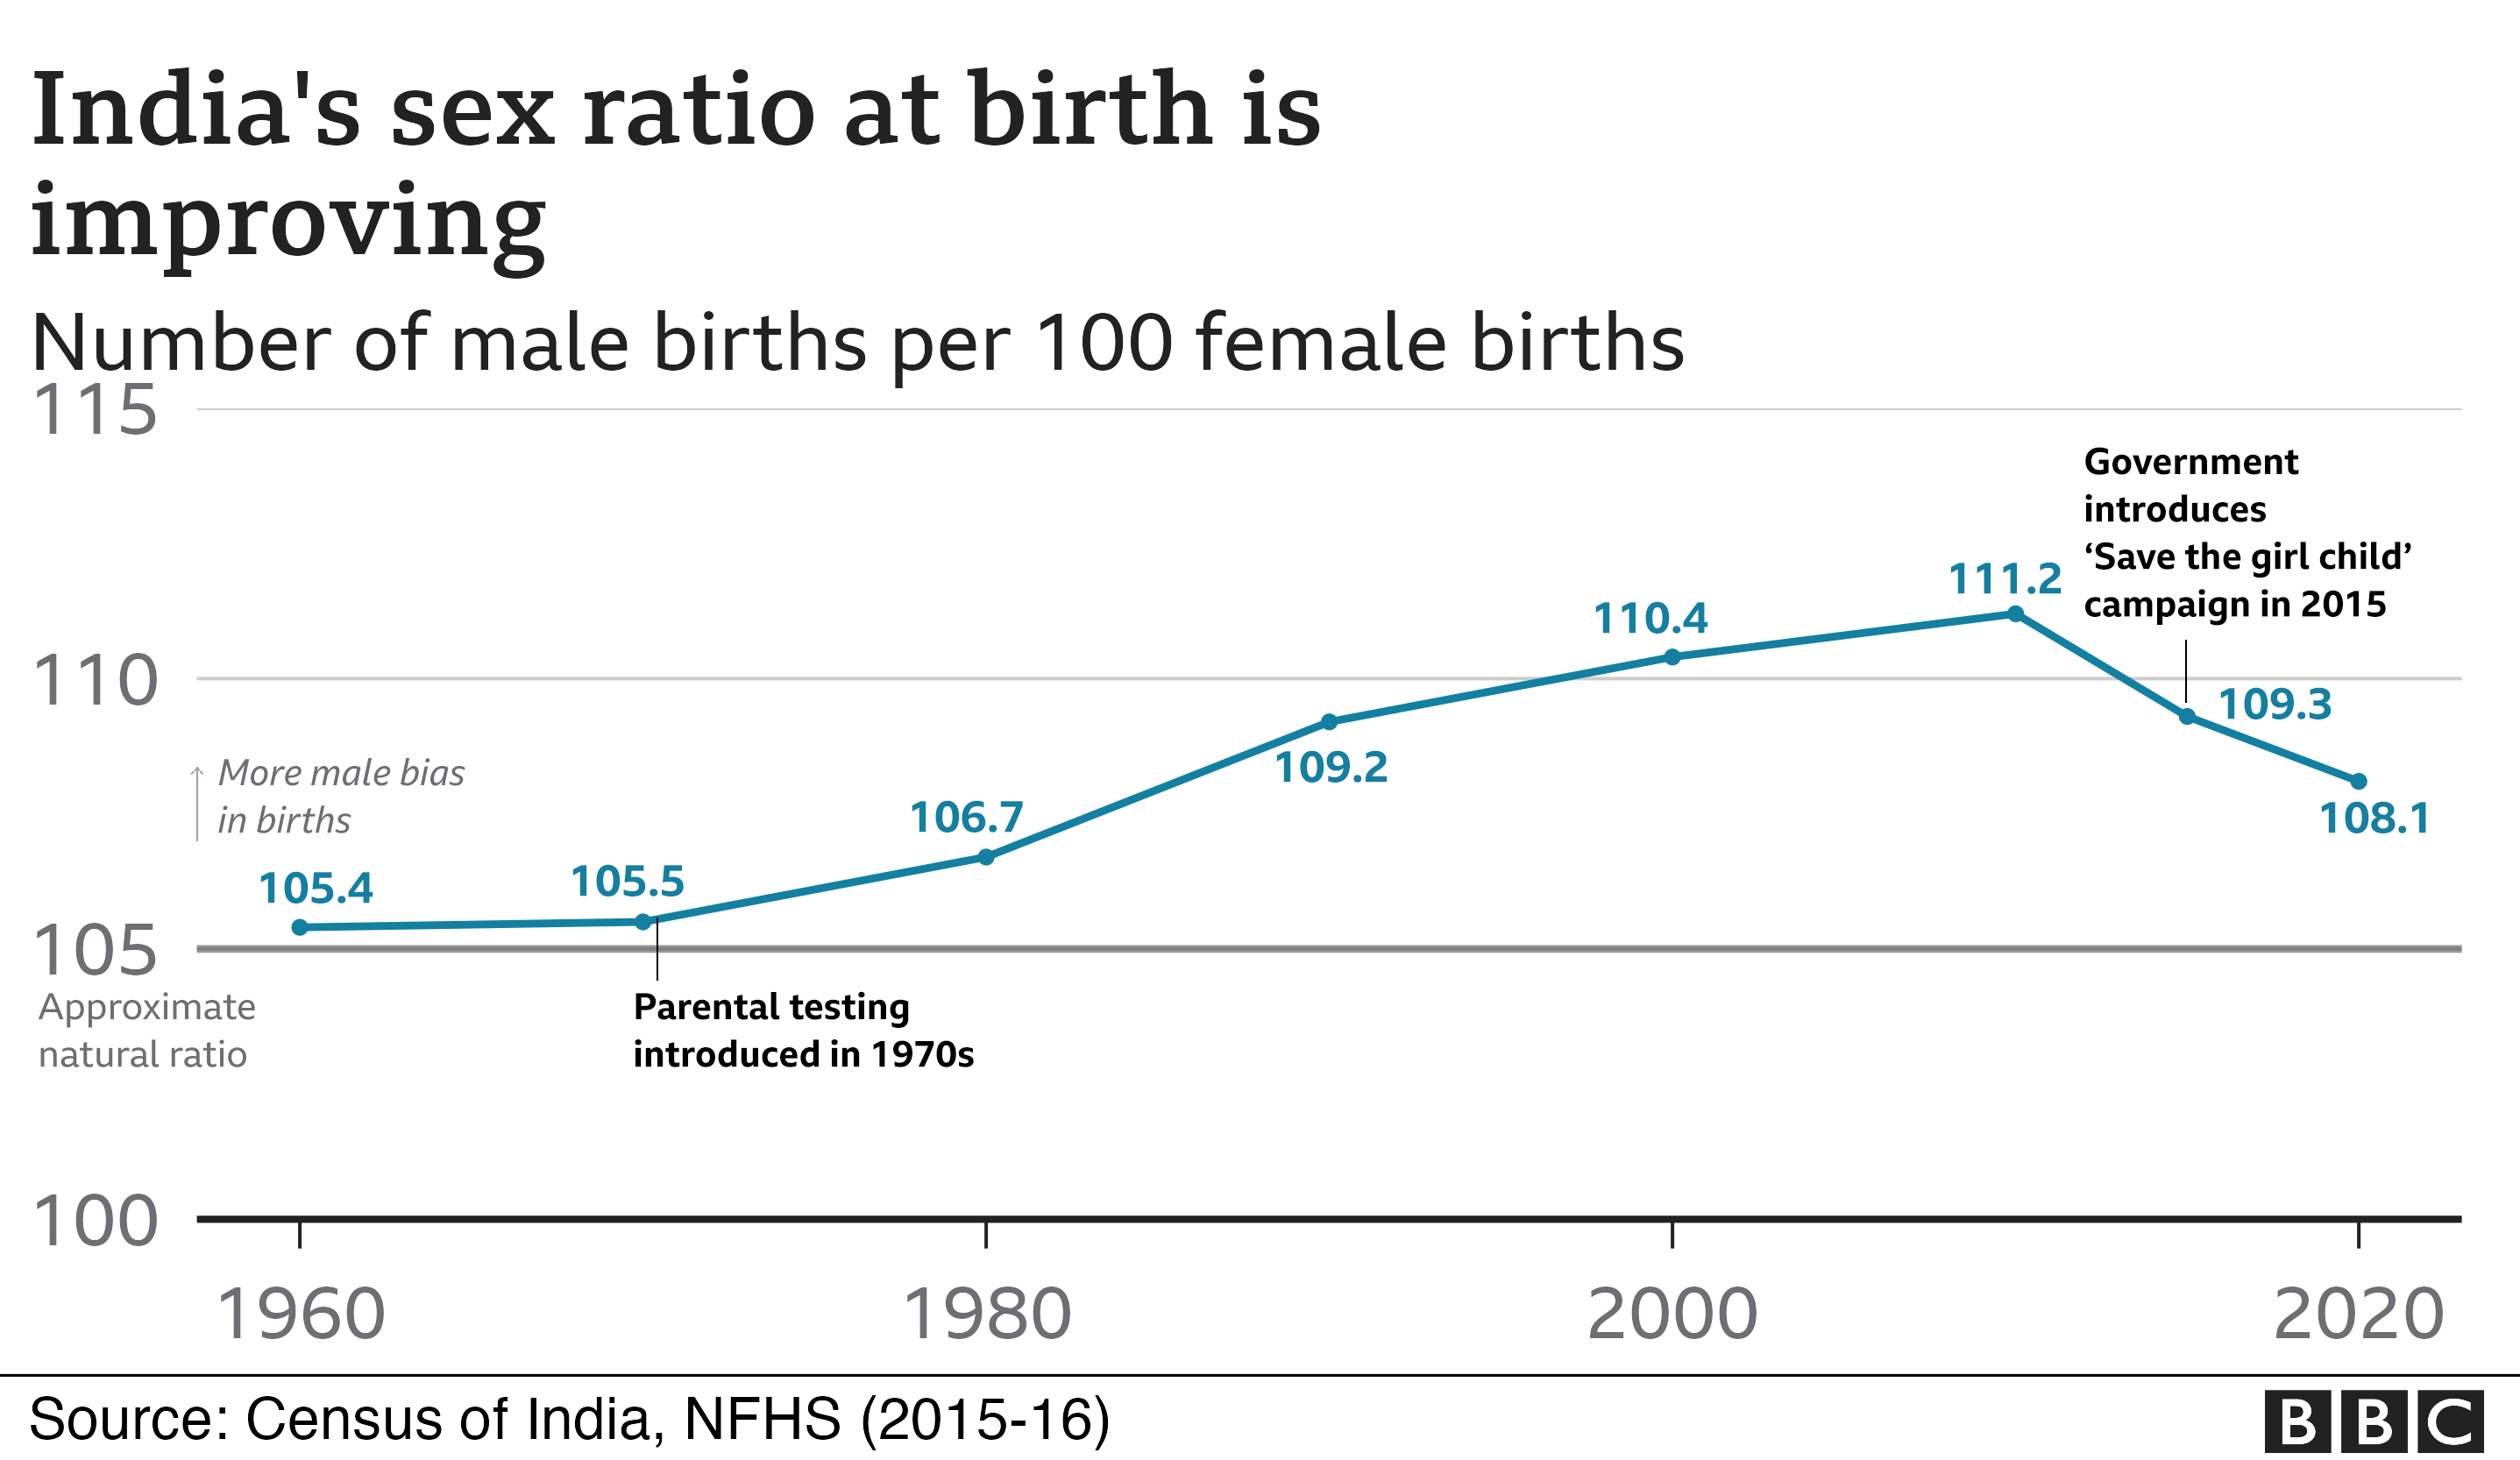 India's sex ratio at birth is
improving
Number of male births per 100 female births
115
Government
introduces
‘Save the girl child’
campaign in 2015
111.2
110.4
110
109.3
109.2
More male bias
in births
108.1
106.7
105.4
105.5
105
Approximate
natural ratio
Parental testing
introduced in 1970s
100
1960
1980
2000
2020
Source: Census of India, NFHS (2015-16)
BBC